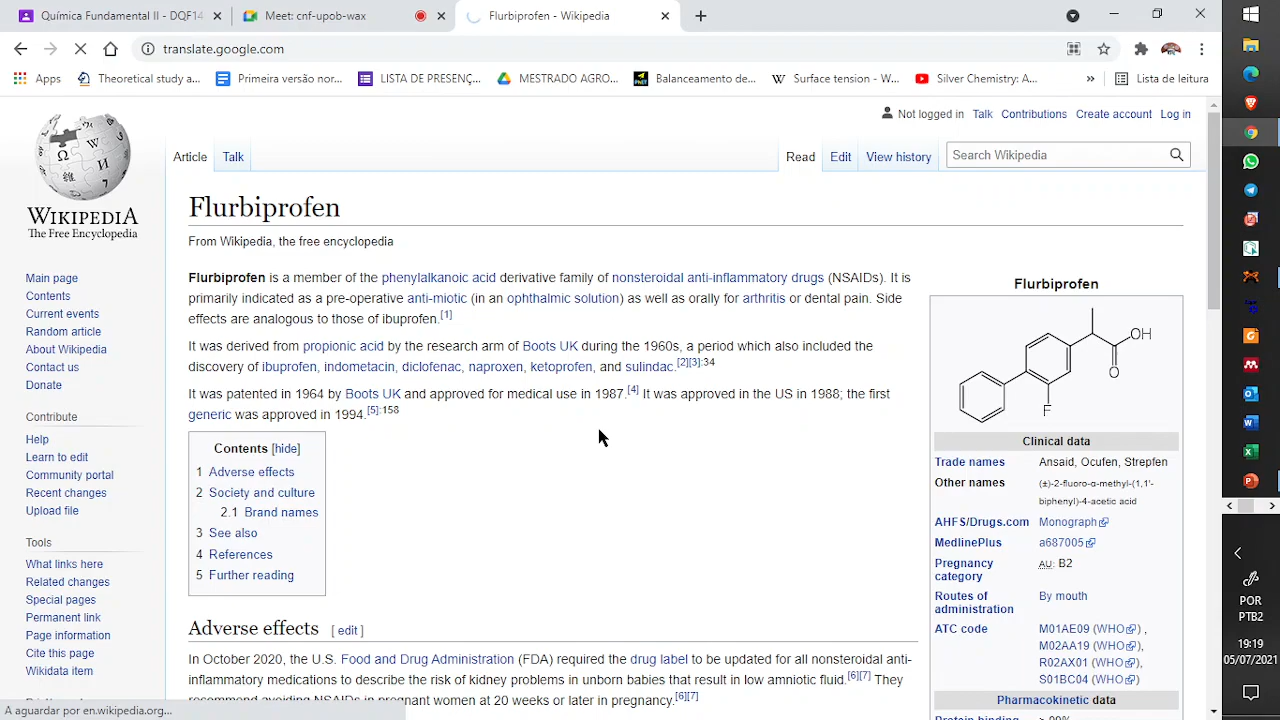 Química Fundamental II - DQF14
Meet: cnf-upob-wax
Flurbiprofen - Wikipedia
translate.google.com
Apps
Theoretical study a...
Primeira versão nor...
LISTA DE PRESENÇ...
MESTRADO AGRO...
Balanceamento de...
Surface tension - W...
Silver Chemistry: A...
»
Lista de leitura
Not logged in Talk Contributions Create account Log in
Article Talk
Read Edit View history
Search Wikipedia
WIKIPEDIA
The Free Encyclopedia
Main page
Contents
Current events
Random article
About Wikipedia
Contact us
Donate
Contribute
Help
Learn to edit
Community portal
Recent changes
Upload file
Tools
What links here
Related changes
Special pages
Permanent link
Page information
Cite this page
Wikidata item
Flurbiprofen
From Wikipedia, the free encyclopedia
Flurbiprofen is a member of the phenylalkanoic acid derivative family of nonsteroidal anti-inflammatory drugs (NSAIDs). It is
primarily indicated as a pre-operative anti-miotic (in an ophthalmic solution) as well as orally for arthritis or dental pain. Side
effects are analogous to those of ibuprofen.[1]
It was derived from propionic acid by the research arm of Boots UK during the 1960s, a period which also included the
discovery of ibuprofen, indometacin, diclofenac, naproxen, ketoprofen, and sulindac.[2][3]:34
It was patented in 1964 by Boots UK and approved for medical use in 1987.[4] It was approved in the US in 1988; the first
generic was approved in 1994.[5]:158
Contents [hide]
1 Adverse effects
2 Society and culture
2.1 Brand names
3 See also
4 References
5 Further reading
Adverse effects [ edit ]
In October 2020, the U.S. Food and Drug Administration (FDA) required the drug label to be updated for all nonsteroidal anti-
inflammatory medications to describe the risk of kidney problems in unborn babies that result in low amniotic fluid.[6][7] They
recommend avoiding NSAIDs in pregnant women at 20 weeks or later in pregnancy.[6][7]
Flurbiprofen
OH
O
F
Clinical data
Trade names Ansaid, Ocufen, Strepfen
Other names (±)-2-fluoro-α-methyl-(1,1'-
biphenyl)-4-acetic acid
AHFS/Drugs.com Monograph
MedlinePlus a687005
Pregnancy
category
AU: B2
Routes of
administration
By mouth
ATC code M01AE09 (WHO) ,
M02AA19 (WHO),
R02AX01 (WHO),
S01BC04 (WHO)
Pharmacokinetic data
A aguardar por en.wikipedia.org...
POR
PTB2
19:19
05/07/2021